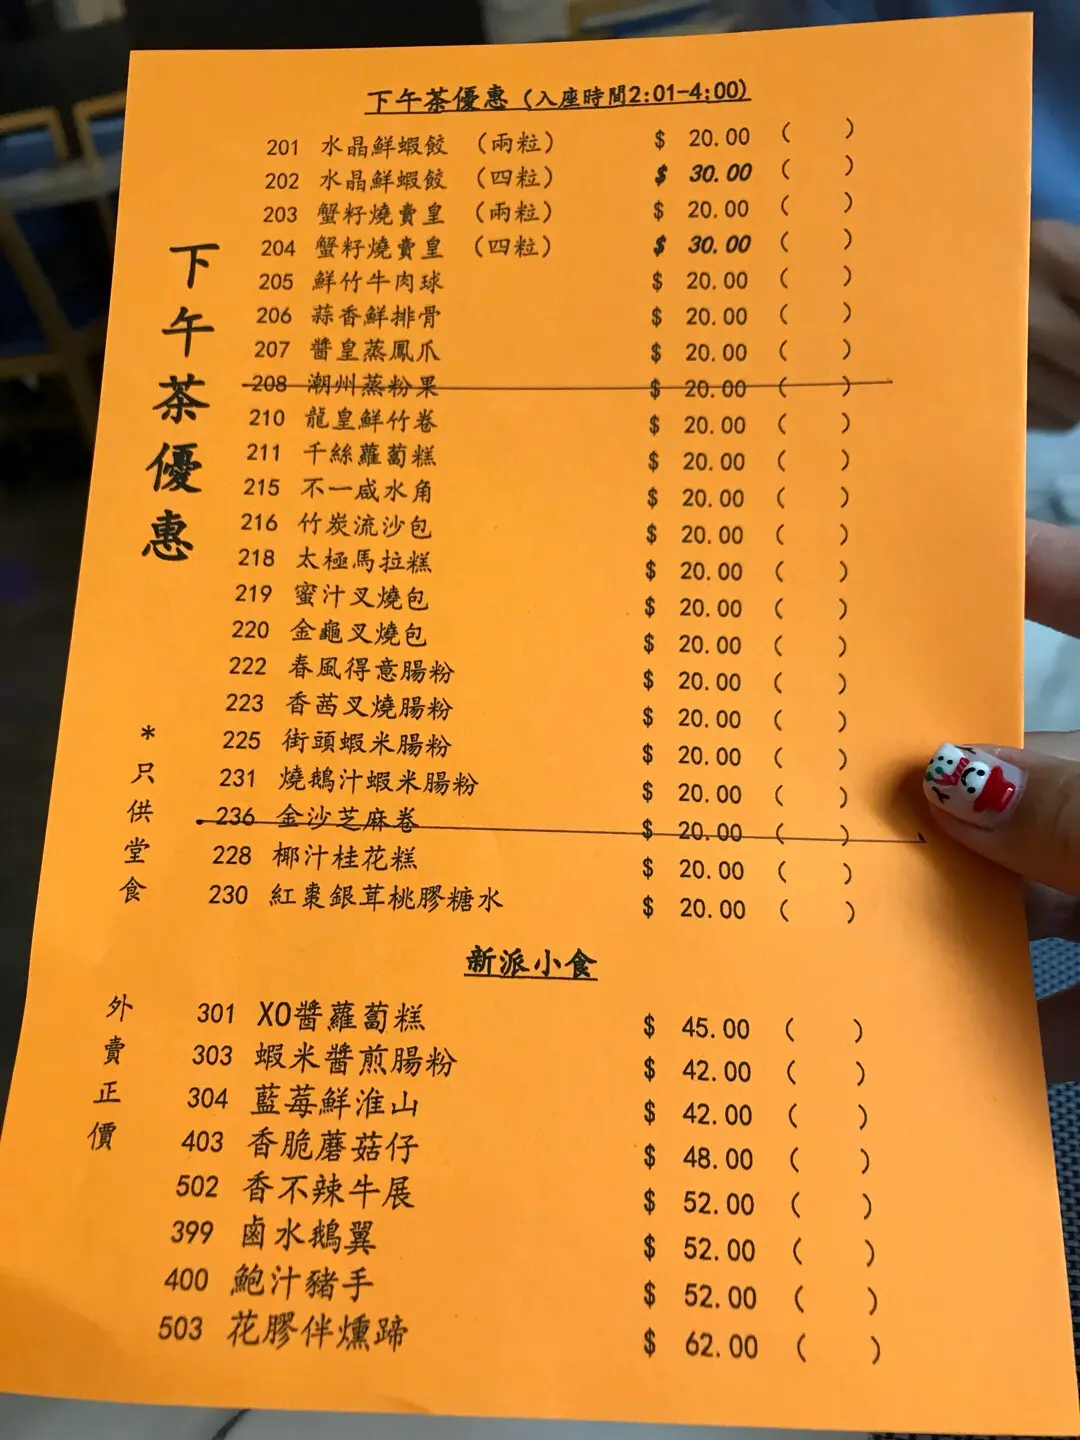 下午茶優惠 (入座時間2:01-4:00)
201 水晶鮮蝦餃 (兩粒) $ 20.00 ( )
202 水晶鮮蝦餃 (四粒) $ 30.00 ( )
203 蟹籽燒賣皇 (兩粒) $ 20.00 ( )
204 蟹籽燒賣皇 (四粒) $ 30.00 ( )
205 鮮竹牛肉球 $ 20.00 ( )
206 蒜香鮮排骨 $ 20.00 ( )
207 醬皇蒸鳳爪 $ 20.00 ( )
208 潮州蒸粉果 $ 20.00 ( )
210 龍皇鮮竹卷 $ 20.00 ( )
211 千絲蘿蔔糕 $ 20.00 ( )
215 不一咸水角 $ 20.00 ( )
216 竹炭流沙包 $ 20.00 ( )
218 太極馬拉糕 $ 20.00 ( )
219 蜜汁叉燒包 $ 20.00 ( )
220 金龜叉燒包 $ 20.00 ( )
222 春風得意腸粉 $ 20.00 ( )
223 香茜叉燒腸粉 $ 20.00 ( )
225 街頭蝦米腸粉 $ 20.00 ( )
231 燒鵝汁蝦米腸粉 $ 20.00 ( )
236 金沙芝麻卷 $ 20.00 ( )
228 椰汁桂花糕 $ 20.00 ( )
230 紅棗銀茸桃膠糖水 $ 20.00 ( )
下午茶優惠
*只供堂食
新派小食
301 XO醬蘿蔔糕 $ 45.00 ( )
303 蝦米醬煎腸粉 $ 42.00 ( )
304 藍莓鮮淮山 $ 42.00 ( )
403 香脆蘑菇仔 $ 48.00 ( )
502 香不辣牛展 $ 52.00 ( )
399 鹵水鵝翼 $ 52.00 ( )
400 鮑汁豬手 $ 52.00 ( )
503 花膠伴燻蹄 $ 62.00 ( )
外賣正價